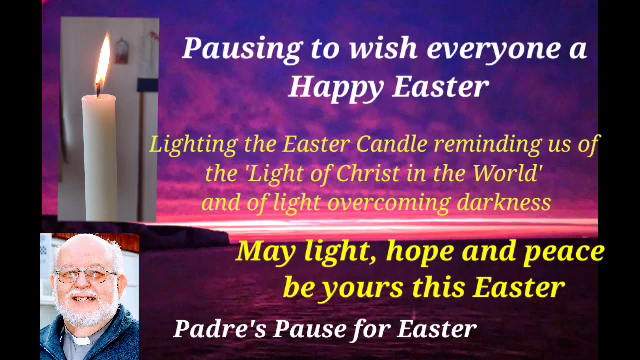 Pausing to wish everyone a
Happy Easter
Lighting the Easter Candle reminding us of
the 'Light of Christ in the World'
and of light overcoming darkness
May light, hope and peace
be yours this Easter
Padre's Pause for Easter